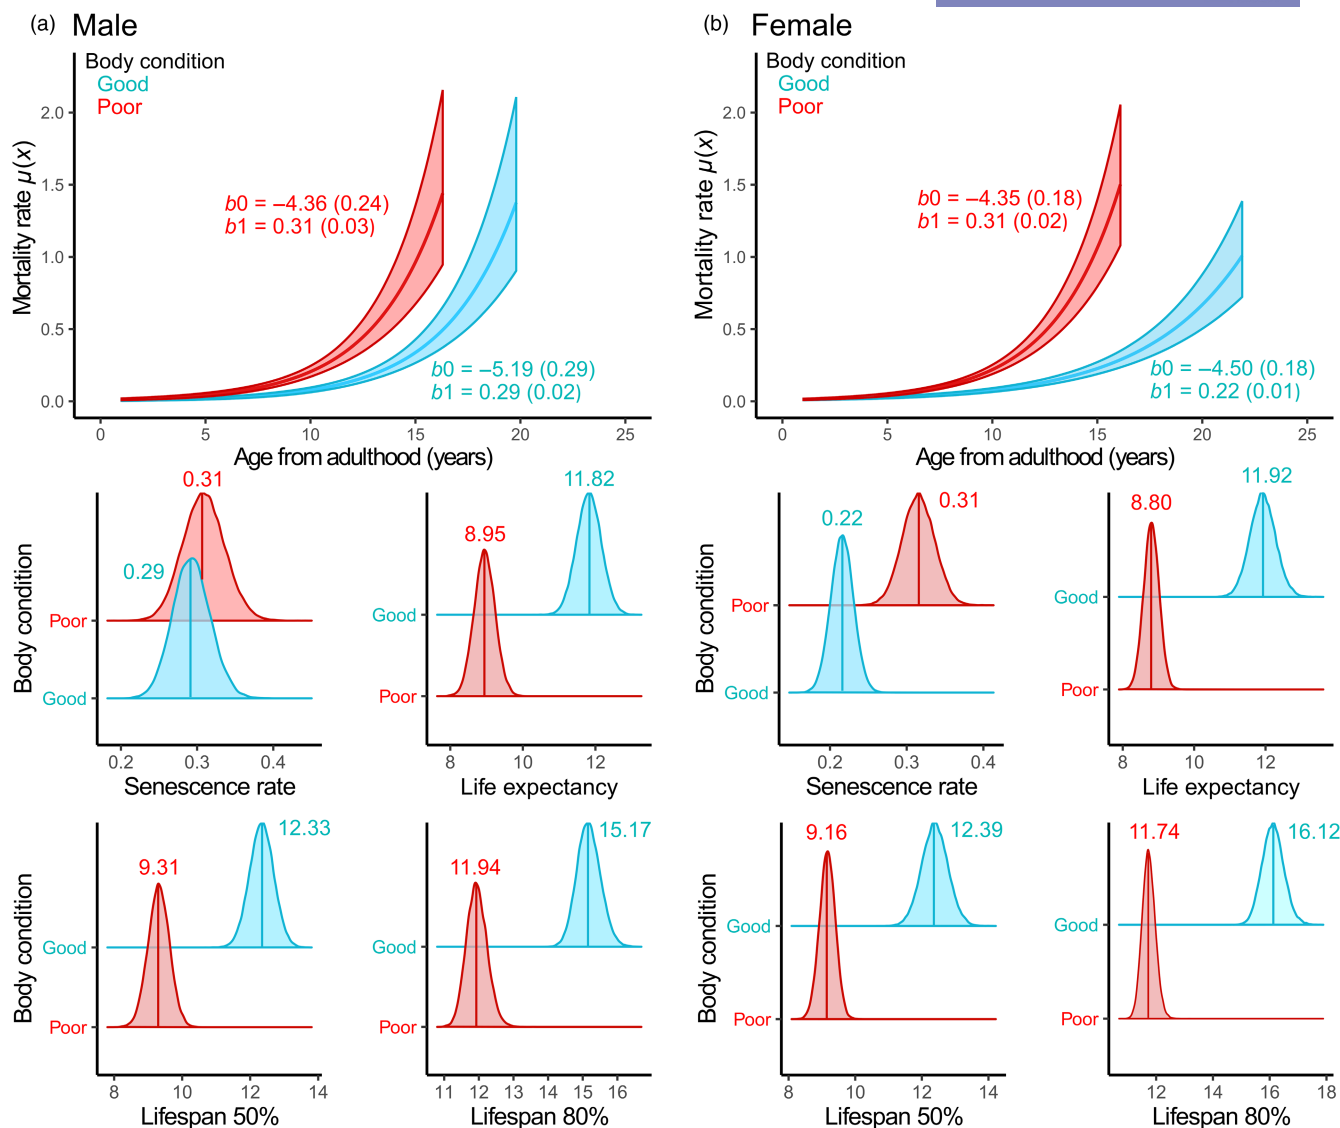 (a) Male
Body condition
Good
Poor
Mortality rate μ(x)
2.0
1.5
1.0
0.5
0.0
b0 = −4.36 (0.24)
b1 = 0.31 (0.03)
b0 = −5.19 (0.29)
b1 = 0.29 (0.02)
0 5 10 15 20 25
Age from adulthood (years)
(b) Female
Body condition
Good
Poor
Mortality rate μ(x)
2.0
1.5
1.0
0.5
0.0
b0 = −4.35 (0.18)
b1 = 0.31 (0.02)
b0 = −4.50 (0.18)
b1 = 0.22 (0.01)
0 5 10 15 20 25
Age from adulthood (years)
Body condition
0.31
0.29
Poor
Good
0.2 0.3 0.4
Senescence rate
11.82
8.95
Good
Poor
8 10 12
Life expectancy
Body condition
0.22
0.31
Poor
Good
0.2 0.3 0.4
Senescence rate
11.92
8.80
Good
Poor
8 10 12
Life expectancy
Body condition
12.33
9.31
Good
Poor
8 10 12 14
Lifespan 50%
15.17
11.94
Good
Poor
11 12 13 14 15 16
Lifespan 80%
Body condition
9.16
12.39
Good
Poor
8 10 12 14
Lifespan 50%
11.74
16.12
Good
Poor
12 14 16 18
Lifespan 80%